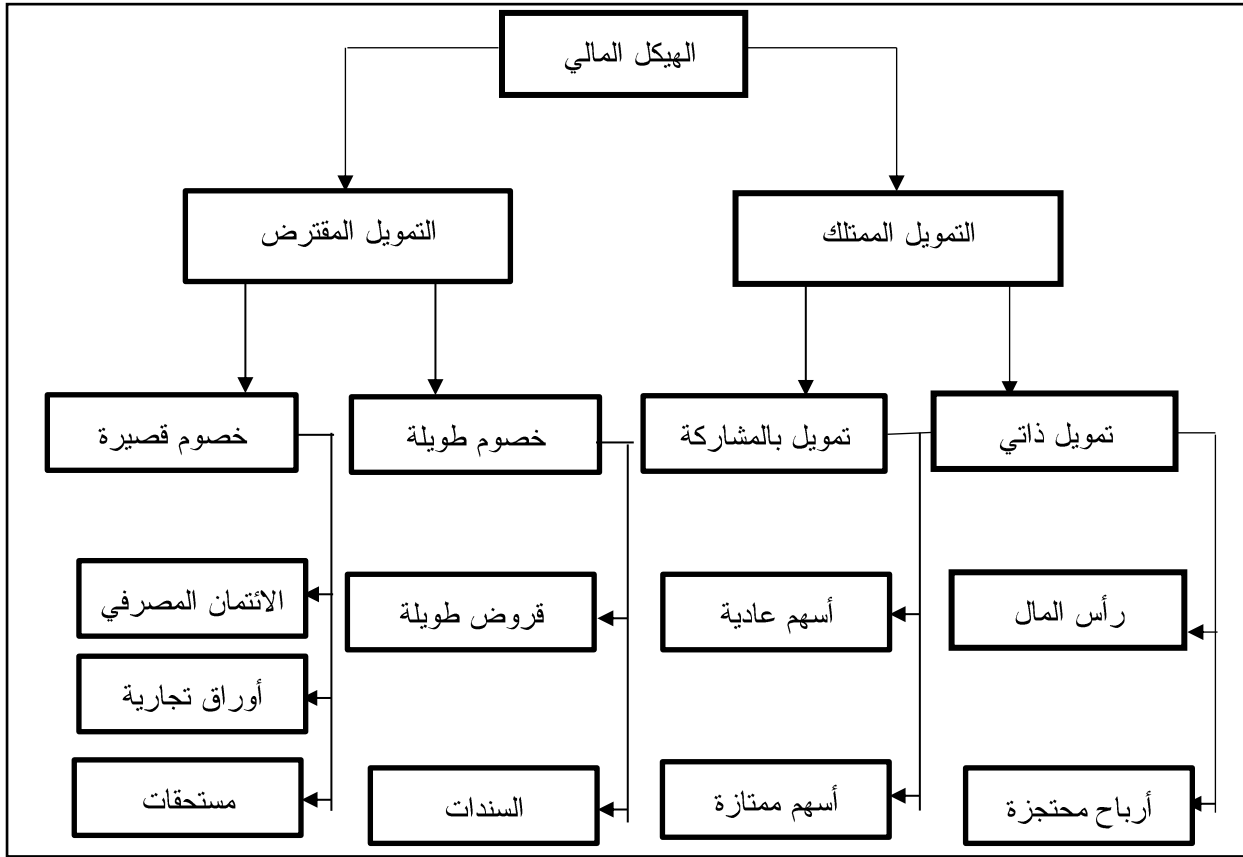 الهيكل المالي
التمويل الممتلك
التمويل المقترض
تمويل ذاتي
تمويل بالمشاركة
خصوم طويلة
خصوم قصيرة
رأس المال
أسهم عادية
قروض طويلة
الائتمان المصرفي
أوراق تجارية
أرباح محتجزة
أسهم ممتازة
السندات
مستحقات